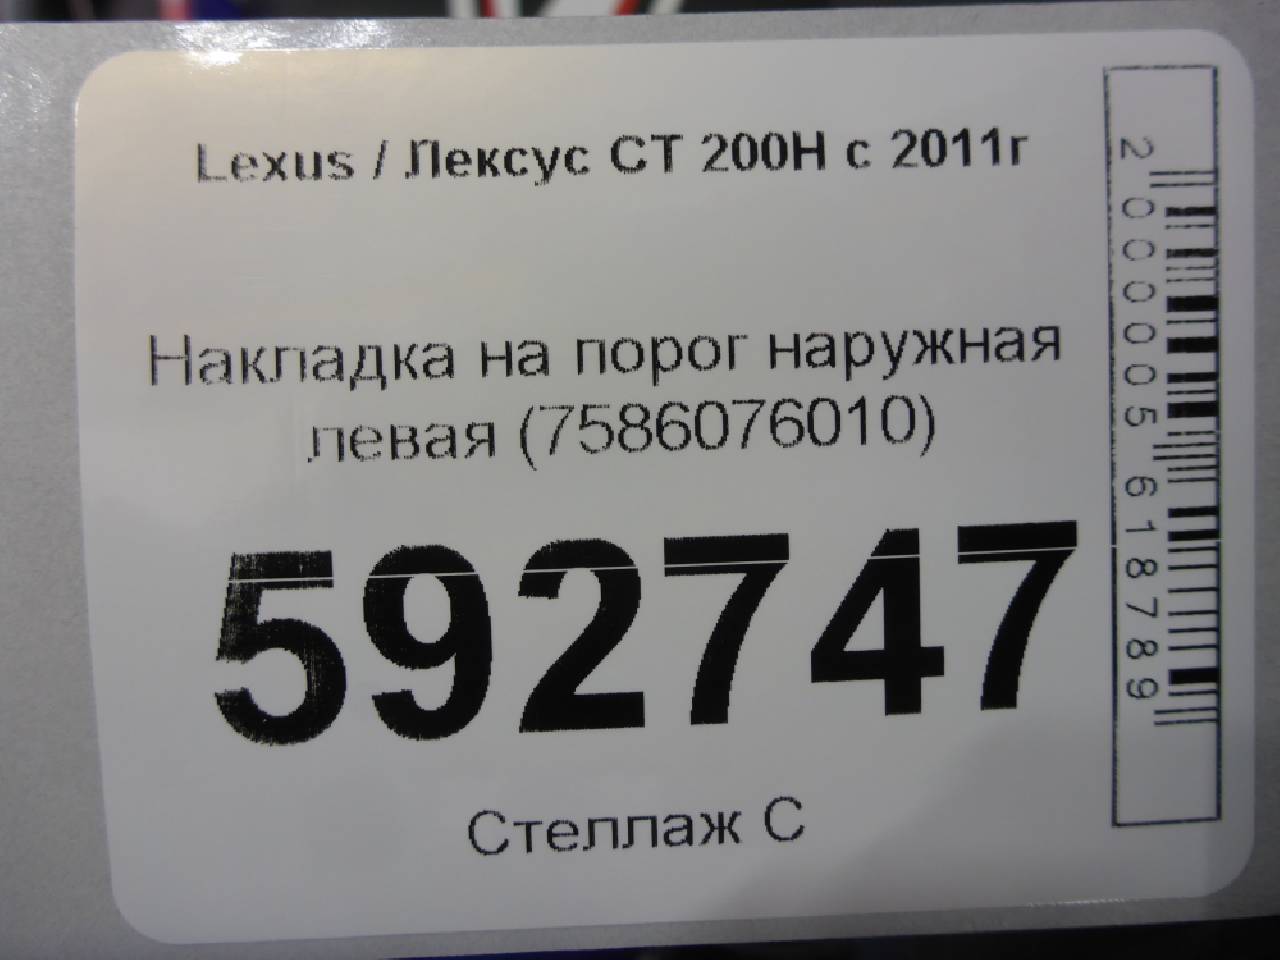 Lexus / Лексус CT 200H с 2011г
Накладка на порог наружная
левая (7586076010)
592747
Стеллаж С
2000005618789